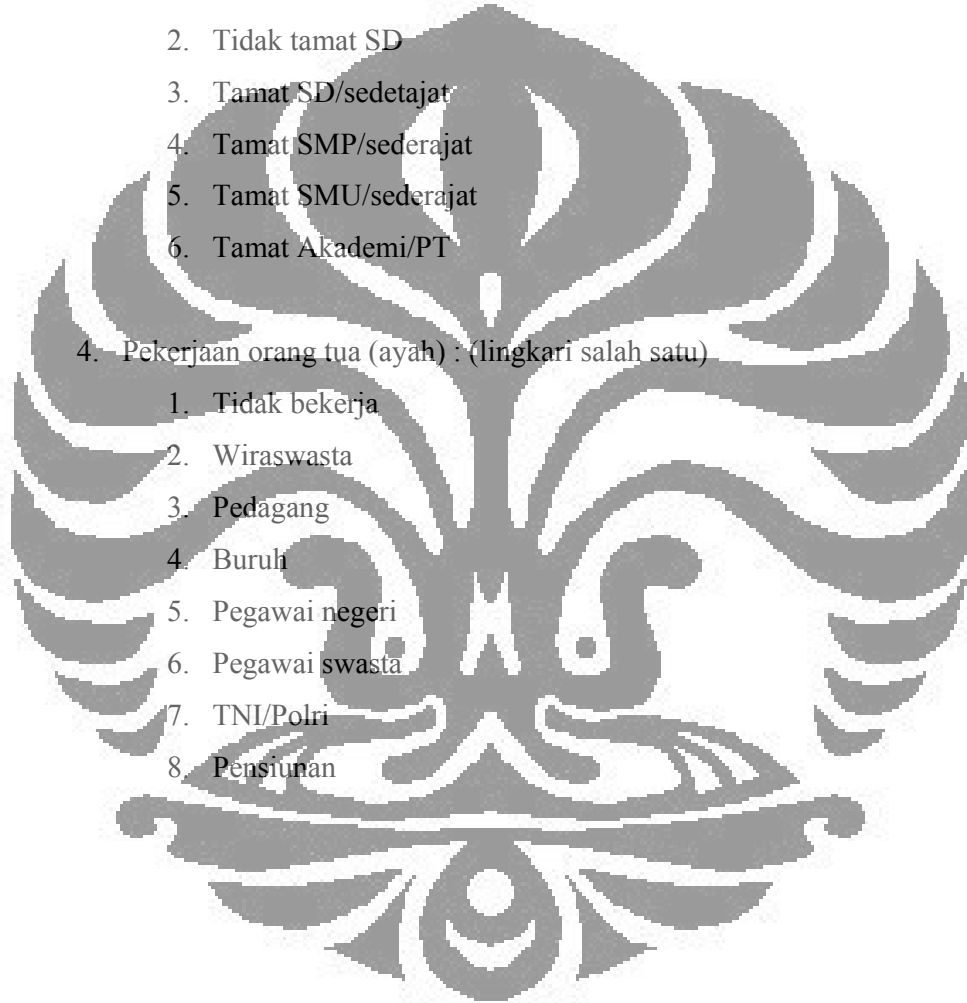 2. Tidak tamat SD
3. Tamat SD/sedetajat
4. Tamat SMP/sederajat
5. Tamat SMU/sederajat
6. Tamat Akademi/PT
4. Pekerjaan orang tua (ayah) : (lingkari salah satu)
1. Tidak bekerja
2. Wiraswasta
3. Pedagang
4. Buruh
5. Pegawai negeri
6. Pegawai swasta
7. TNI/Polri
8. Pensiunan